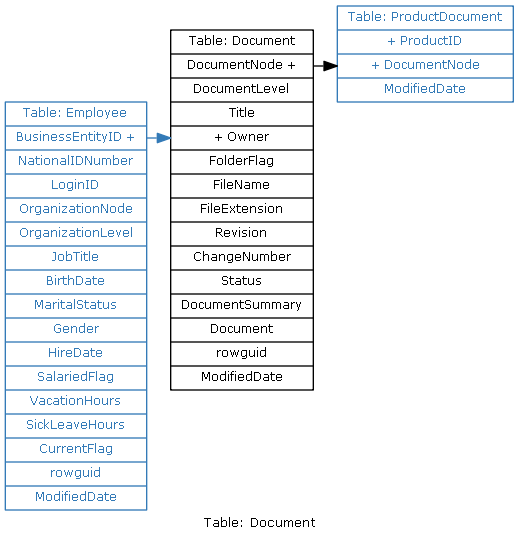 Table: Employee
BusinessEntityID +
NationalIDNumber
LoginID
OrganizationNode
OrganizationLevel
JobTitle
BirthDate
MaritalStatus
Gender
HireDate
SalariedFlag
VacationHours
SickLeaveHours
CurrentFlag
rowguid
ModifiedDate
Table: Document
DocumentNode +
DocumentLevel
Title
+ Owner
FolderFlag
FileName
FileExtension
Revision
ChangeNumber
Status
DocumentSummary
Document
rowguid
ModifiedDate
Table: ProductDocument
+ ProductID
+ DocumentNode
ModifiedDate
Table: Document